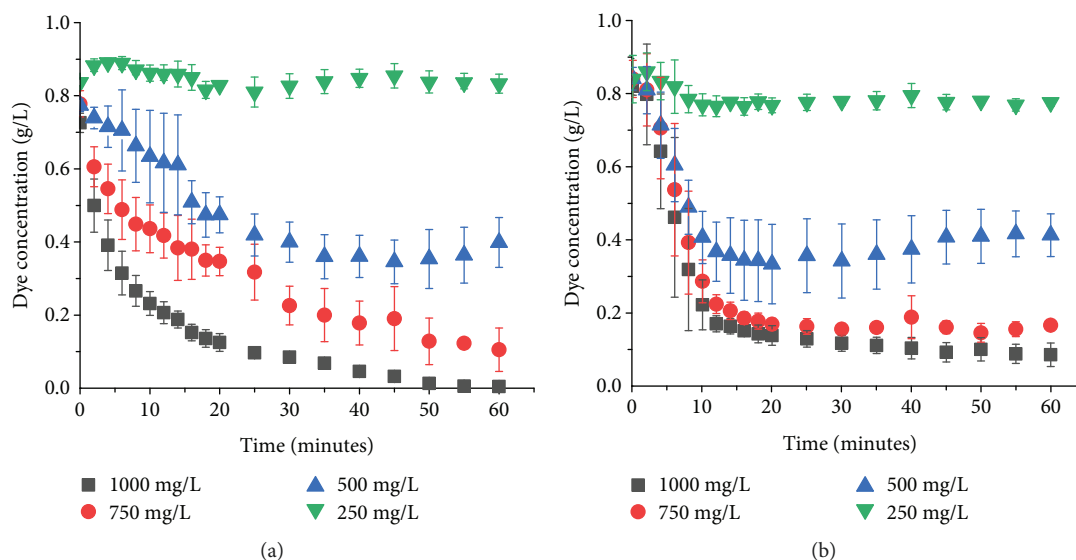 (a)
1.0
0.8
0.6
0.4
0.2
0.0
Dye concentration (g/L)
0 10 20 30 40 50 60
Time (minutes)
1000 mg/L 500 mg/L
750 mg/L 250 mg/L
(a)
(b)
1.0
0.8
0.6
0.4
0.2
0.0
Dye concentration (g/L)
0 10 20 30 40 50 60
Time (minutes)
1000 mg/L 500 mg/L
750 mg/L 250 mg/L
(b)